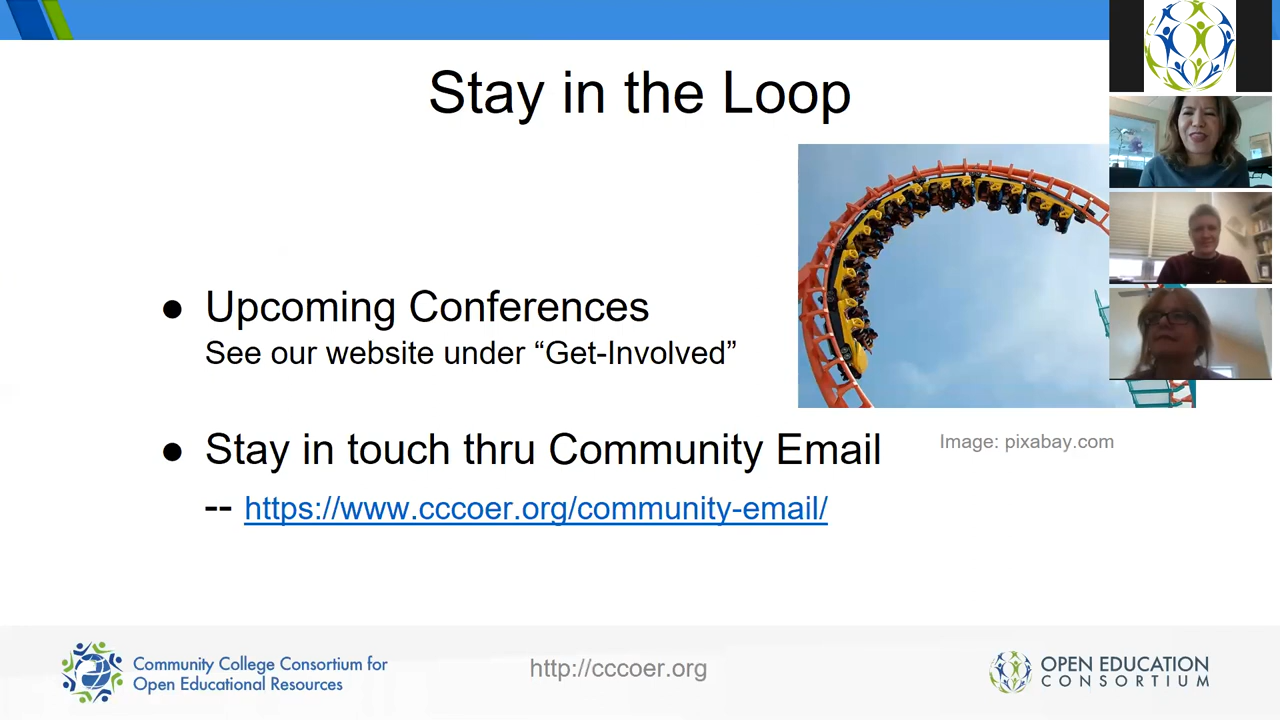 Stay in the Loop
● Upcoming Conferences
See our website under “Get-Involved”
● Stay in touch thru Community Email
-- https://www.cccoer.org/community-email/
Image: pixabay.com
Community College Consortium for
Open Educational Resources
http://cccoer.org
OPEN EDUCATION
CONSORTIUM